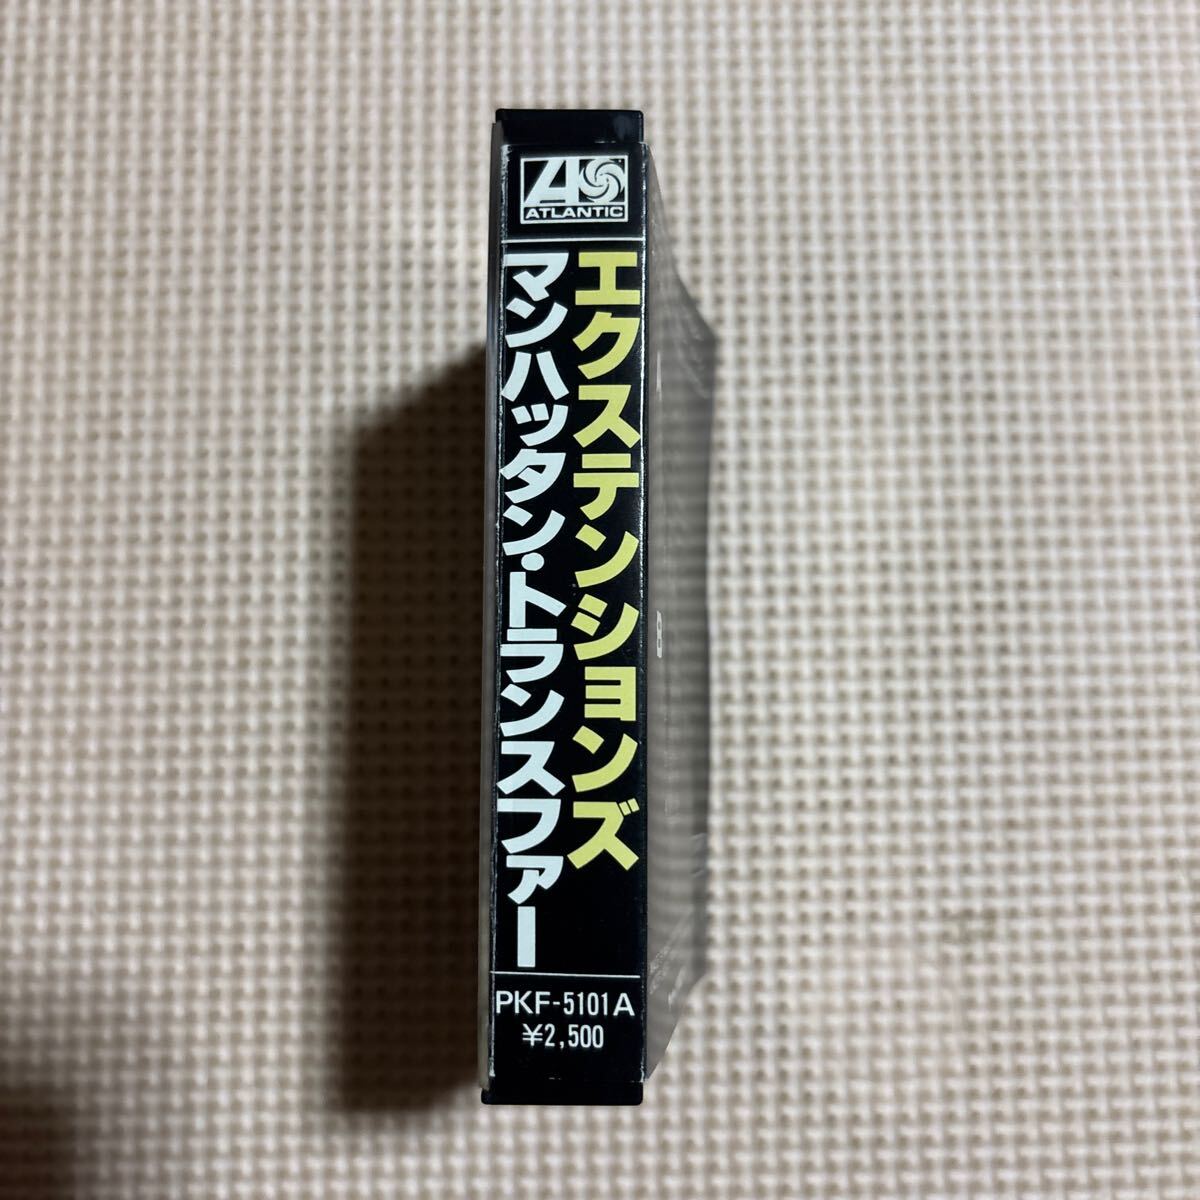 ATLANTIC
エクステンションズ
マンハッタン・トランスファー
PKF-5101A
¥2,500